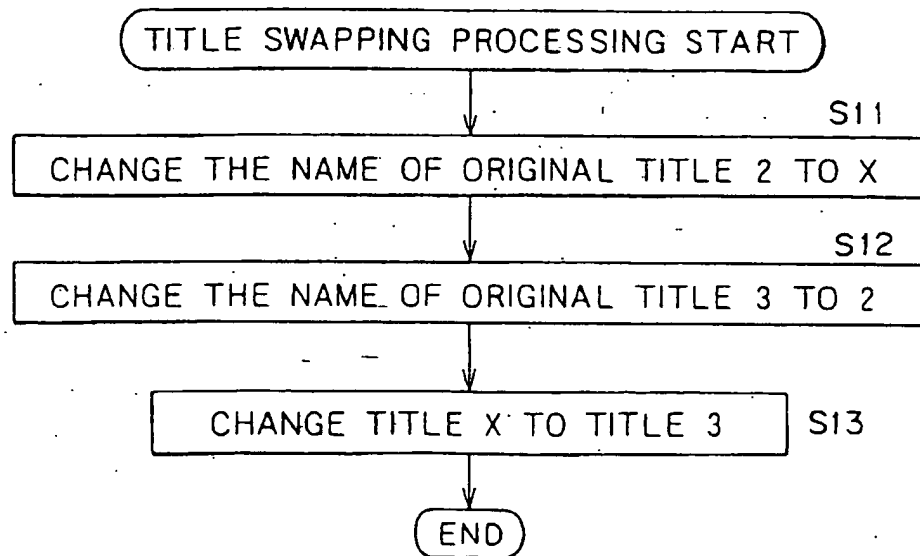 TITLE SWAPPING PROCESSING START
S11
CHANGE THE NAME OF ORIGINAL TITLE 2 TO X
S12
CHANGE THE NAME OF ORIGINAL TITLE 3 TO 2
CHANGE TITLE X TO TITLE 3
S13
END